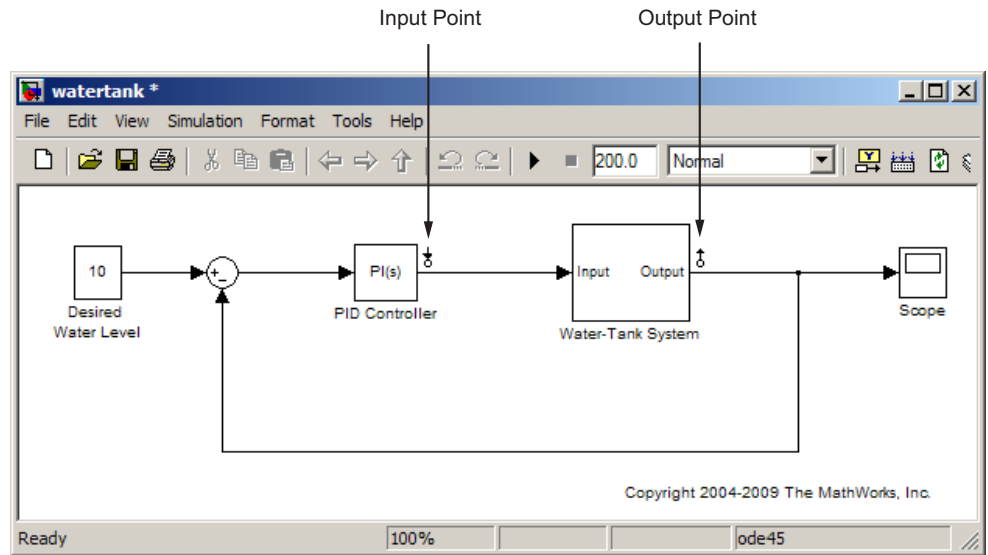 Input Point
Output Point
watertank *
File Edit View Simulation Format Tools Help
200.0 Normal
10
Desired
Water Level
+
-
PI(s)
PID Controller
Input Output
Water-Tank System
Scope
Copyright 2004-2009 The MathWorks, Inc.
Ready 100% ode45